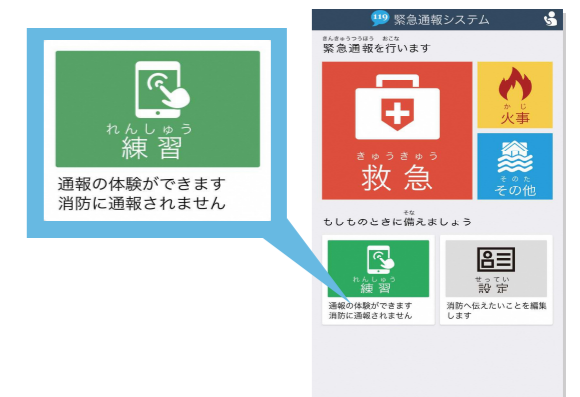 れんしゅう
練習
通報の体験ができます
消防に通報されません
119 緊急通報システム
きんきゅうつうほう おこな
緊急通報を行います
きゅうきゅう
救急
かじ
火事
そのた
その他
そな
もしものときに備えましょう
れんしゅう
練習
通報の体験ができます
消防に通報されません
せってい
設定
消防へ伝えたいことを編集
します